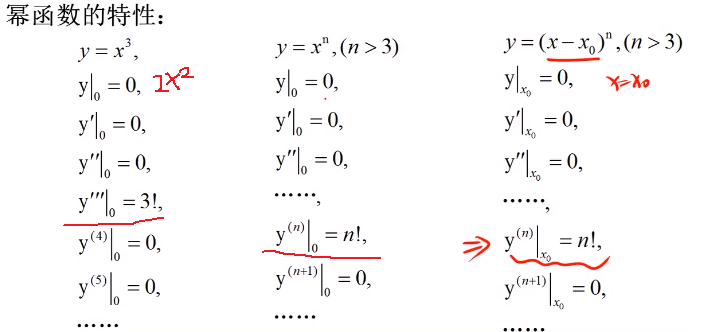 幂函数的特性：
y = x³,
y|₀ = 0, 3x²
y′|₀ = 0,
y″|₀ = 0,
y‴|₀ = 3!,
y⁽⁴⁾|₀ = 0,
y⁽⁵⁾|₀ = 0,
……
y = xⁿ, (n > 3)
y|₀ = 0,
y′|₀ = 0,
y″|₀ = 0,
……,
y⁽ⁿ⁾|₀ = n!,
y⁽ⁿ⁺¹⁾|₀ = 0,
……
y = (x − x₀)ⁿ, (n > 3)
y|ₓ₀ = 0, x=x₀
y′|ₓ₀ = 0,
y″|ₓ₀ = 0,
……,
⇒ y⁽ⁿ⁾|ₓ₀ = n!,
y⁽ⁿ⁺¹⁾|ₓ₀ = 0,
……